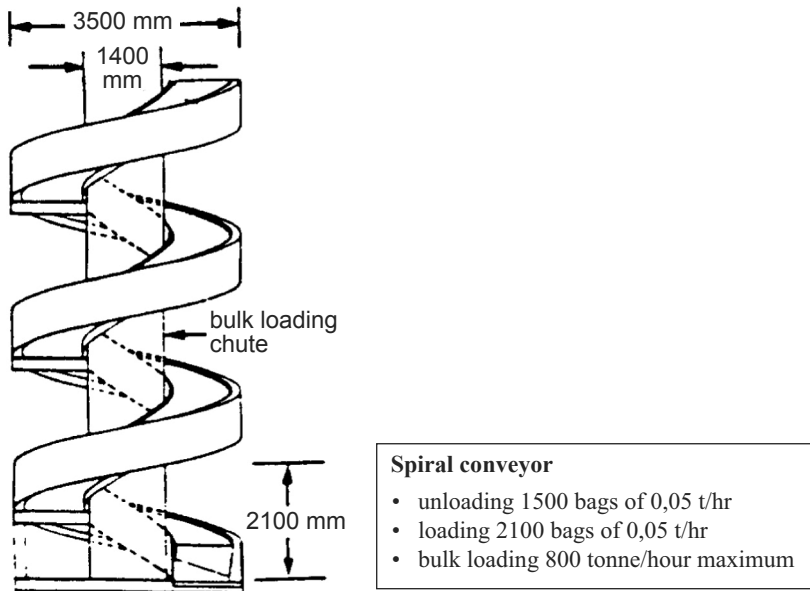 3500 mm
1400
mm
bulk loading
chute
2100 mm
Spiral conveyor
• unloading 1500 bags of 0,05 t/hr
• loading 2100 bags of 0,05 t/hr
• bulk loading 800 tonne/hour maximum